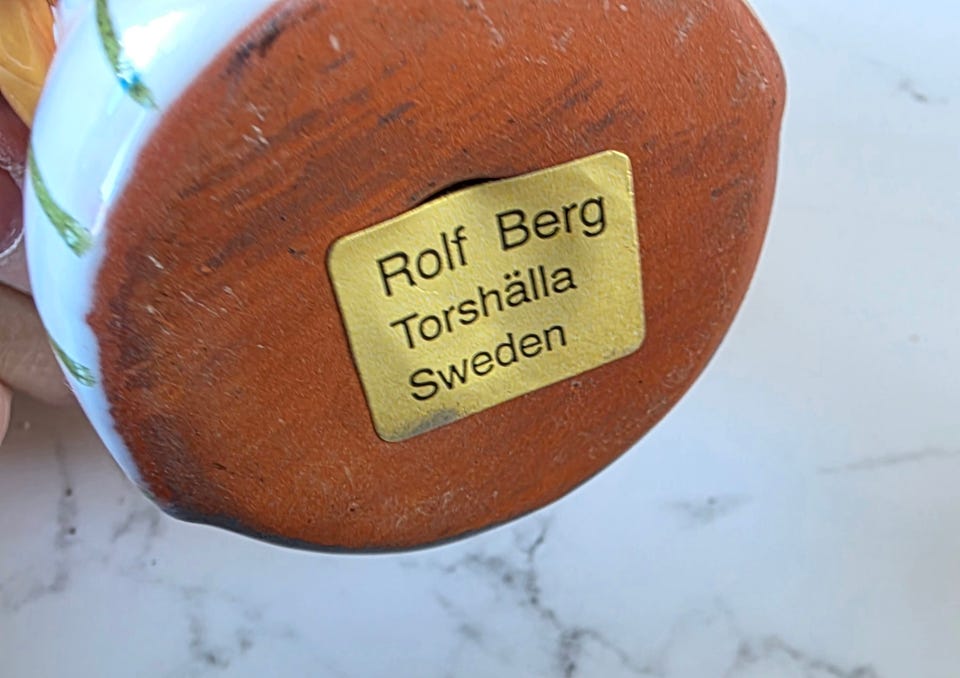 Rolf Berg
Torshälla
Sweden